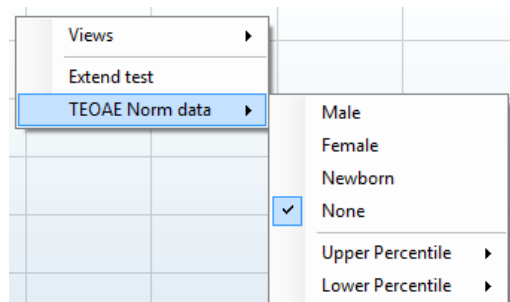 Views
Extend test
TEOAE Norm data
Male
Female
Newborn
None
Upper Percentile
Lower Percentile